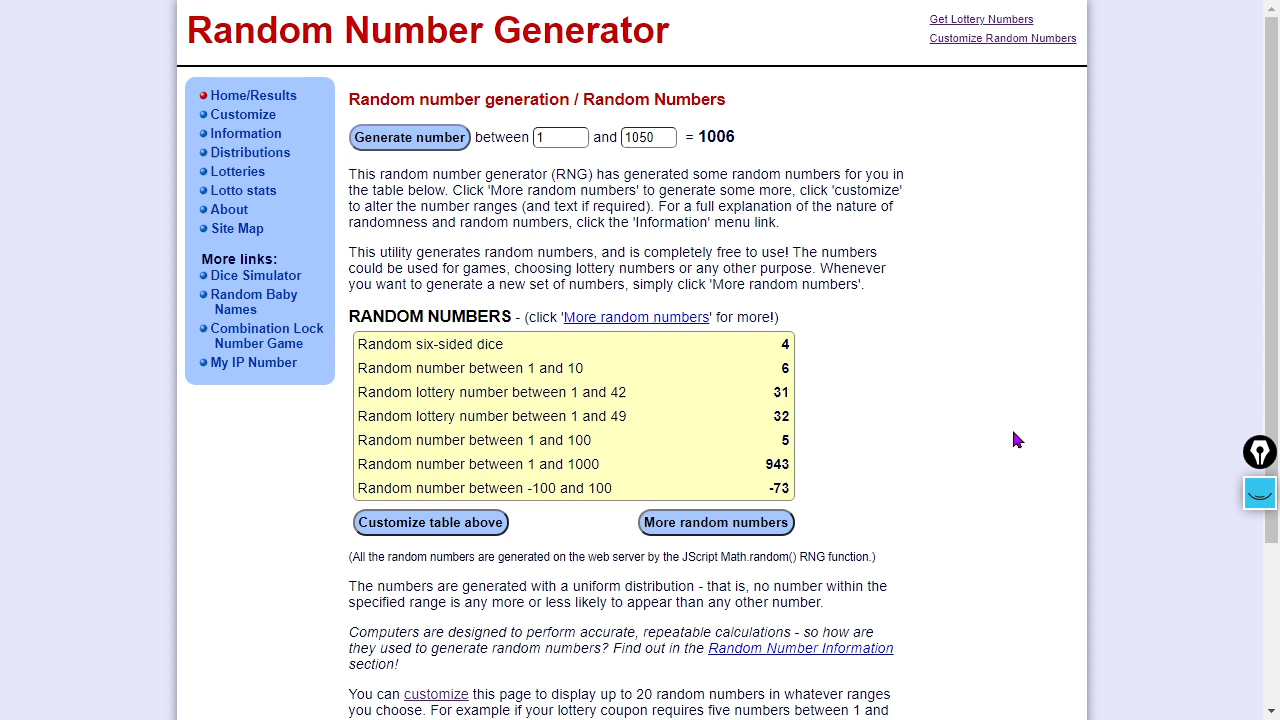 Random Number Generator
Get Lottery Numbers
Customize Random Numbers
Home/Results
Customize
Information
Distributions
Lotteries
Lotto stats
About
Site Map
More links:
Dice Simulator
Random Baby
Names
Combination Lock
Number Game
My IP Number
Random number generation / Random Numbers
Generate number between 1 and 1050 = 1006
This random number generator (RNG) has generated some random numbers for you in
the table below. Click 'More random numbers' to generate some more, click 'customize'
to alter the number ranges (and text if required). For a full explanation of the nature of
randomness and random numbers, click the 'Information' menu link.
This utility generates random numbers, and is completely free to use! The numbers
could be used for games, choosing lottery numbers or any other purpose. Whenever
you want to generate a new set of numbers, simply click 'More random numbers'.
RANDOM NUMBERS - (click 'More random numbers' for more!)
Random six-sided dice 4
Random number between 1 and 10 6
Random lottery number between 1 and 42 31
Random lottery number between 1 and 49 32
Random number between 1 and 100 5
Random number between 1 and 1000 943
Random number between -100 and 100 -73
Customize table above More random numbers
(All the random numbers are generated on the web server by the JScript Math.random() RNG function.)
The numbers are generated with a uniform distribution - that is, no number within the
specified range is any more or less likely to appear than any other number.
Computers are designed to perform accurate, repeatable calculations - so how are
they used to generate random numbers? Find out in the Random Number Information
section!
You can customize this page to display up to 20 random numbers in whatever ranges
you choose. For example if your lottery coupon requires five numbers between 1 and